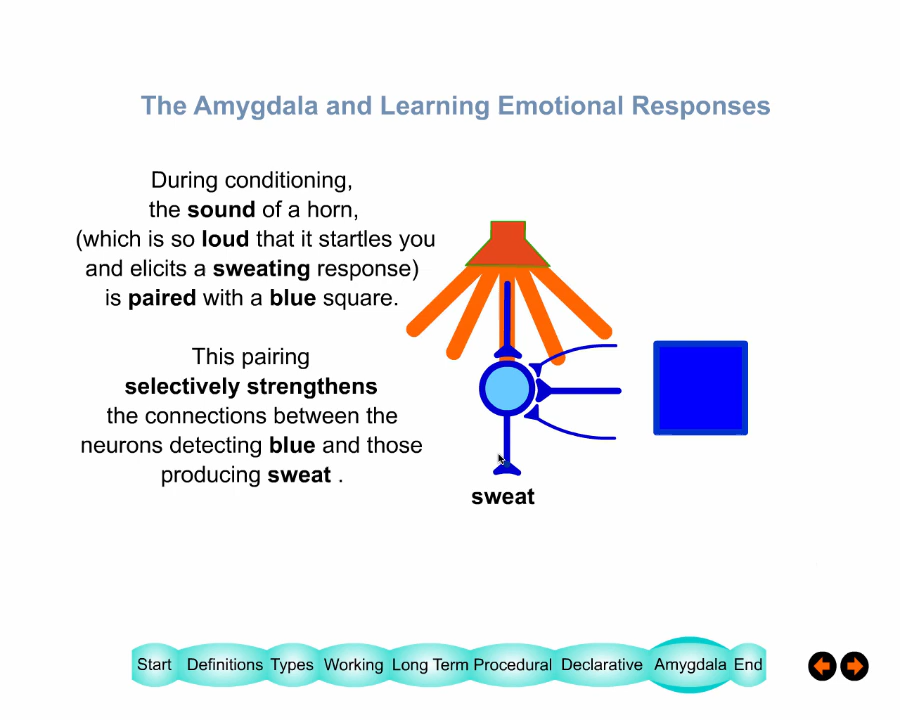 The Amygdala and Learning Emotional Responses
During conditioning,
the sound of a horn,
(which is so loud that it startles you
and elicits a sweating response)
is paired with a blue square.
This pairing
selectively strengthens
the connections between the
neurons detecting blue and those
producing sweat .
sweat
Start Definitions Types Working Long Term Procedural Declarative Amygdala End